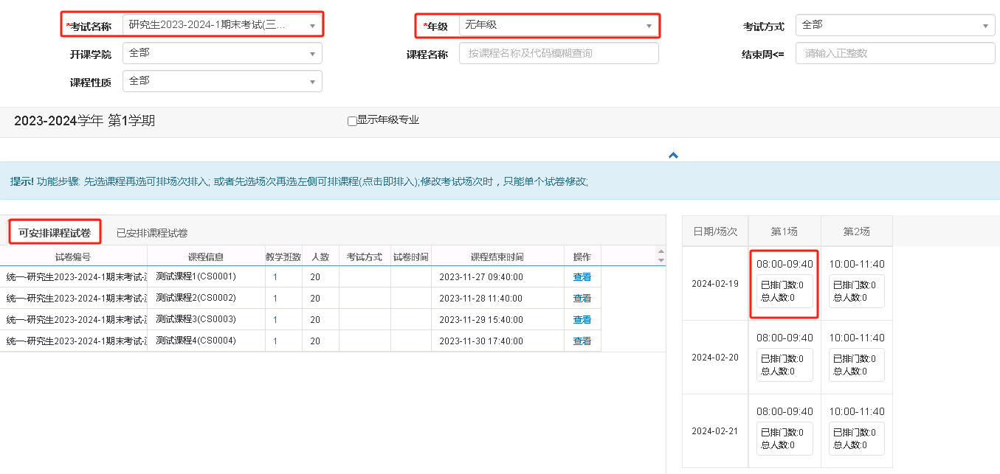 *考试名称 研究生2023-2024-1期末考试(三... *年级 无年级 考试方式 全部
开课学院 全部 课程名称 按课程名称及代码模糊查询 结束周<= 请输入正整数
课程性质 全部
2023-2024学年 第1学期 显示年级专业
提示! 功能步骤: 先选课程再选可排场次排入; 或者先选场次再选左侧可排课程(点击即排入);修改考试场次时，只能单个试卷修改;
可安排课程试卷 已安排课程试卷
试卷编号 课程信息 教学班数 人数 考试方式 试卷时间 课程结束时间 操作
统一-研究生2023-2024-1期末考试- 测试课程1(CS0001) 1 20 2023-11-27 09:40:00 查看
统一-研究生2023-2024-1期末考试- 测试课程2(CS0002) 1 20 2023-11-28 11:40:00 查看
统一-研究生2023-2024-1期末考试- 测试课程3(CS0003) 1 20 2023-11-29 15:40:00 查看
统一-研究生2023-2024-1期末考试- 测试课程4(CS0004) 1 20 2023-11-30 17:40:00 查看
日期/场次 第1场 第2场
08:00-09:40 10:00-11:40
2024-02-19 已排门数:0 已排门数:0
总人数:0 总人数:0
08:00-09:40 10:00-11:40
2024-02-20 已排门数:0 已排门数:0
总人数:0 总人数:0
08:00-09:40 10:00-11:40
2024-02-21 已排门数:0 已排门数:0
总人数:0 总人数:0